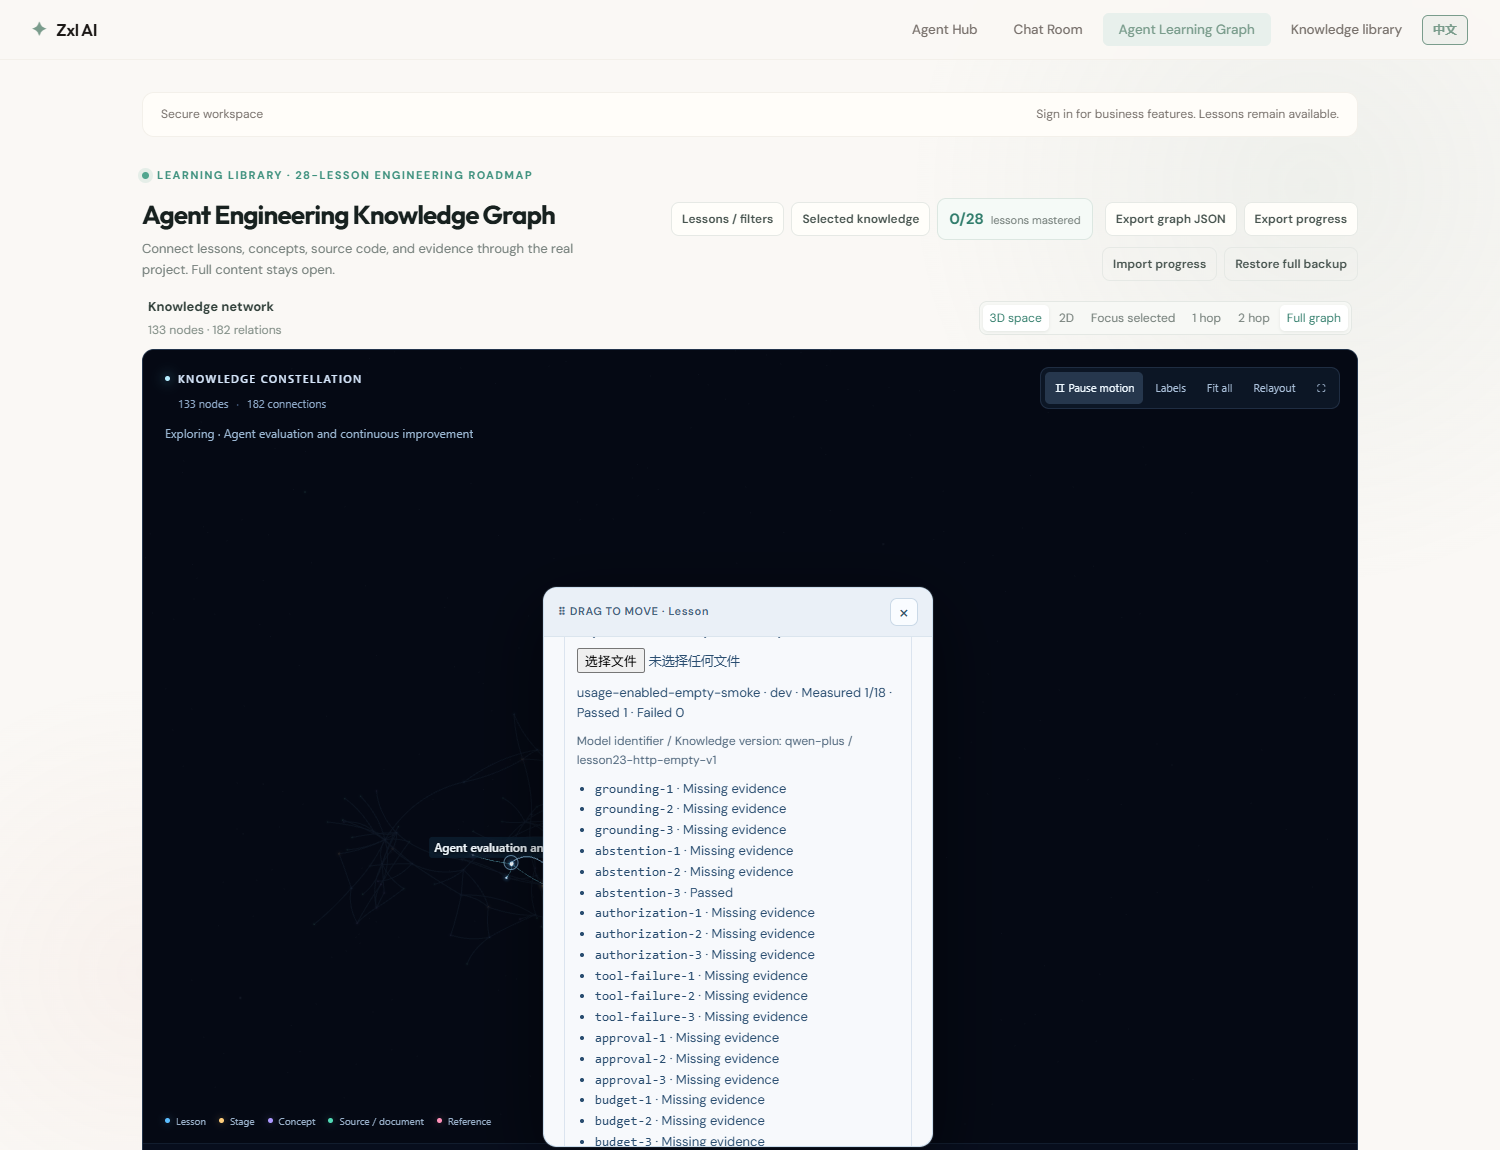 Zxl AI
Agent Hub
Chat Room
Agent Learning Graph
Knowledge library
中文
Secure workspace
Sign in for business features. Lessons remain available.
LEARNING LIBRARY · 28-LESSON ENGINEERING ROADMAP
Agent Engineering Knowledge Graph
Connect lessons, concepts, source code, and evidence through the real
project. Full content stays open.
Lessons / filters
Selected knowledge
0/28 lessons mastered
Export graph JSON
Export progress
Import progress
Restore full backup
Knowledge network
133 nodes · 182 relations
3D space
2D
Focus selected
1 hop
2 hop
Full graph
KNOWLEDGE CONSTELLATION
133 nodes · 182 connections
Exploring · Agent evaluation and continuous improvement
Pause motion
Labels
Fit all
Relayout
Agent evaluation an
DRAG TO MOVE · Lesson
×
选择文件 未选择任何文件
usage-enabled-empty-smoke · dev · Measured 1/18 ·
Passed 1 · Failed 0
Model identifier / Knowledge version: qwen-plus /
lesson23-http-empty-v1
• grounding-1 · Missing evidence
• grounding-2 · Missing evidence
• grounding-3 · Missing evidence
• abstention-1 · Missing evidence
• abstention-2 · Missing evidence
• abstention-3 · Passed
• authorization-1 · Missing evidence
• authorization-2 · Missing evidence
• authorization-3 · Missing evidence
• tool-failure-1 · Missing evidence
• tool-failure-2 · Missing evidence
• tool-failure-3 · Missing evidence
• approval-1 · Missing evidence
• approval-2 · Missing evidence
• approval-3 · Missing evidence
• budget-1 · Missing evidence
• budget-2 · Missing evidence
• budget-3 · Missing evidence
Lesson
Stage
Concept
Source / document
Reference